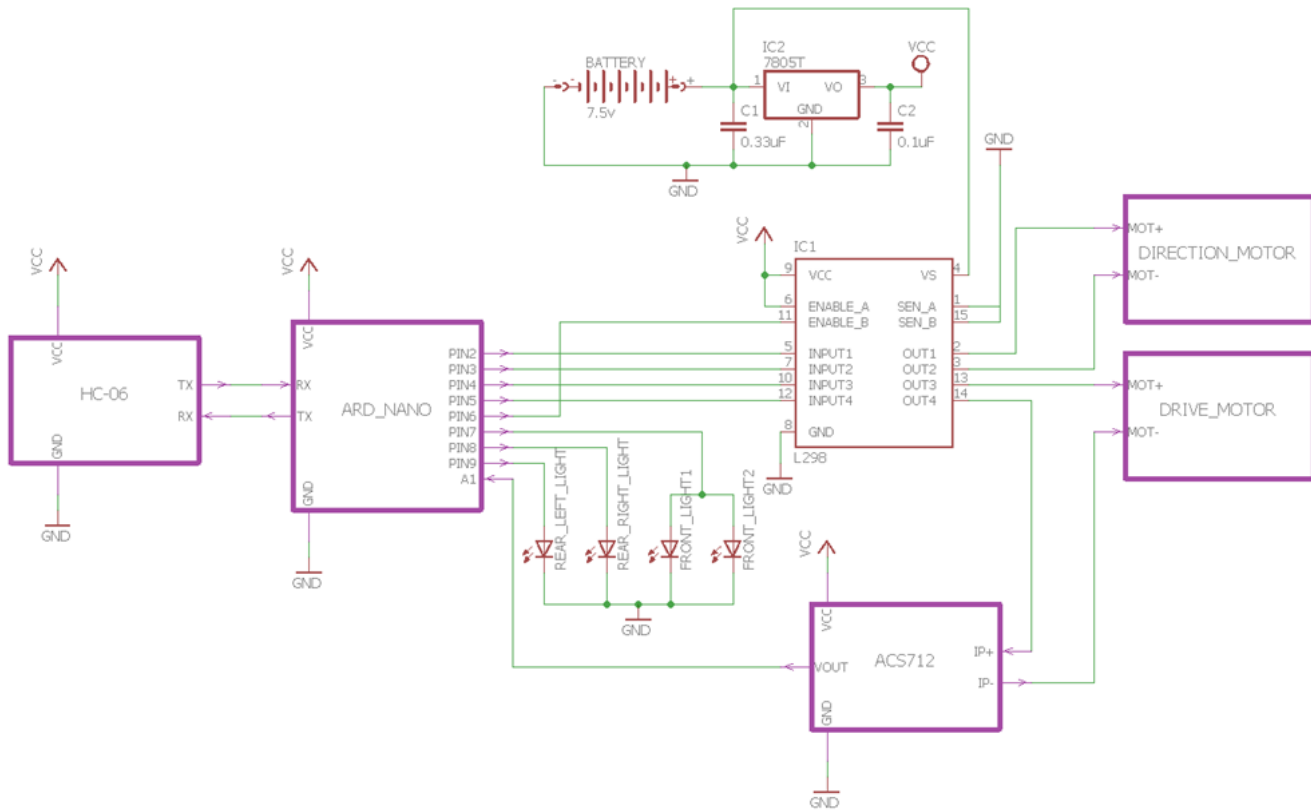 BATTERY
- -
+ +
7.5v
IC2
7805T
1
VI
VO
3
GND
2
VCC
C1
0.33uF
C2
0.1uF
GND
GND
VCC
IC1
9
VCC
VS
4
6
ENABLE_A
SEN_A
1
11
ENABLE_B
SEN_B
15
5
INPUT1
OUT1
2
7
INPUT2
OUT2
3
10
INPUT3
OUT3
13
12
INPUT4
OUT4
14
8
GND
L298
GND
MOT+
DIRECTION_MOTOR
MOT-
MOT+
DRIVE_MOTOR
MOT-
VCC
VCC
TX
HC-06
RX
GND
GND
VCC
VCC
RX
ARD_NANO
TX
GND
GND
PIN2
PIN3
PIN4
PIN5
PIN6
PIN7
PIN8
PIN9
A1
REAR_LEFT_LIGHT
REAR_RIGHT_LIGHT
FRONT_LIGHT1
FRONT_LIGHT2
GND
VCC
VCC
ACS712
IP+
VOUT
IP-
GND
GND